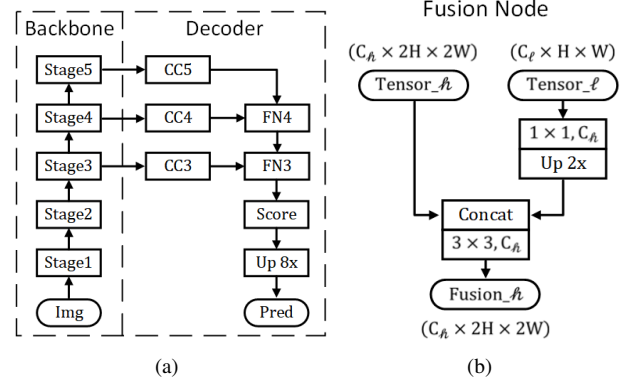 Backbone Decoder
Stage5 CC5
Stage4 CC4 FN4
Stage3 CC3 FN3
Stage2 Score
Stage1 Up 8x
Img Pred
(a)
Fusion Node
(Cₕ × 2H × 2W) (C_ℓ × H × W)
Tensor_ℎ Tensor_ℓ
1 × 1, Cₕ
Up 2x
Concat
3 × 3, Cₕ
Fusion_ℎ
(Cₕ × 2H × 2W)
(b)